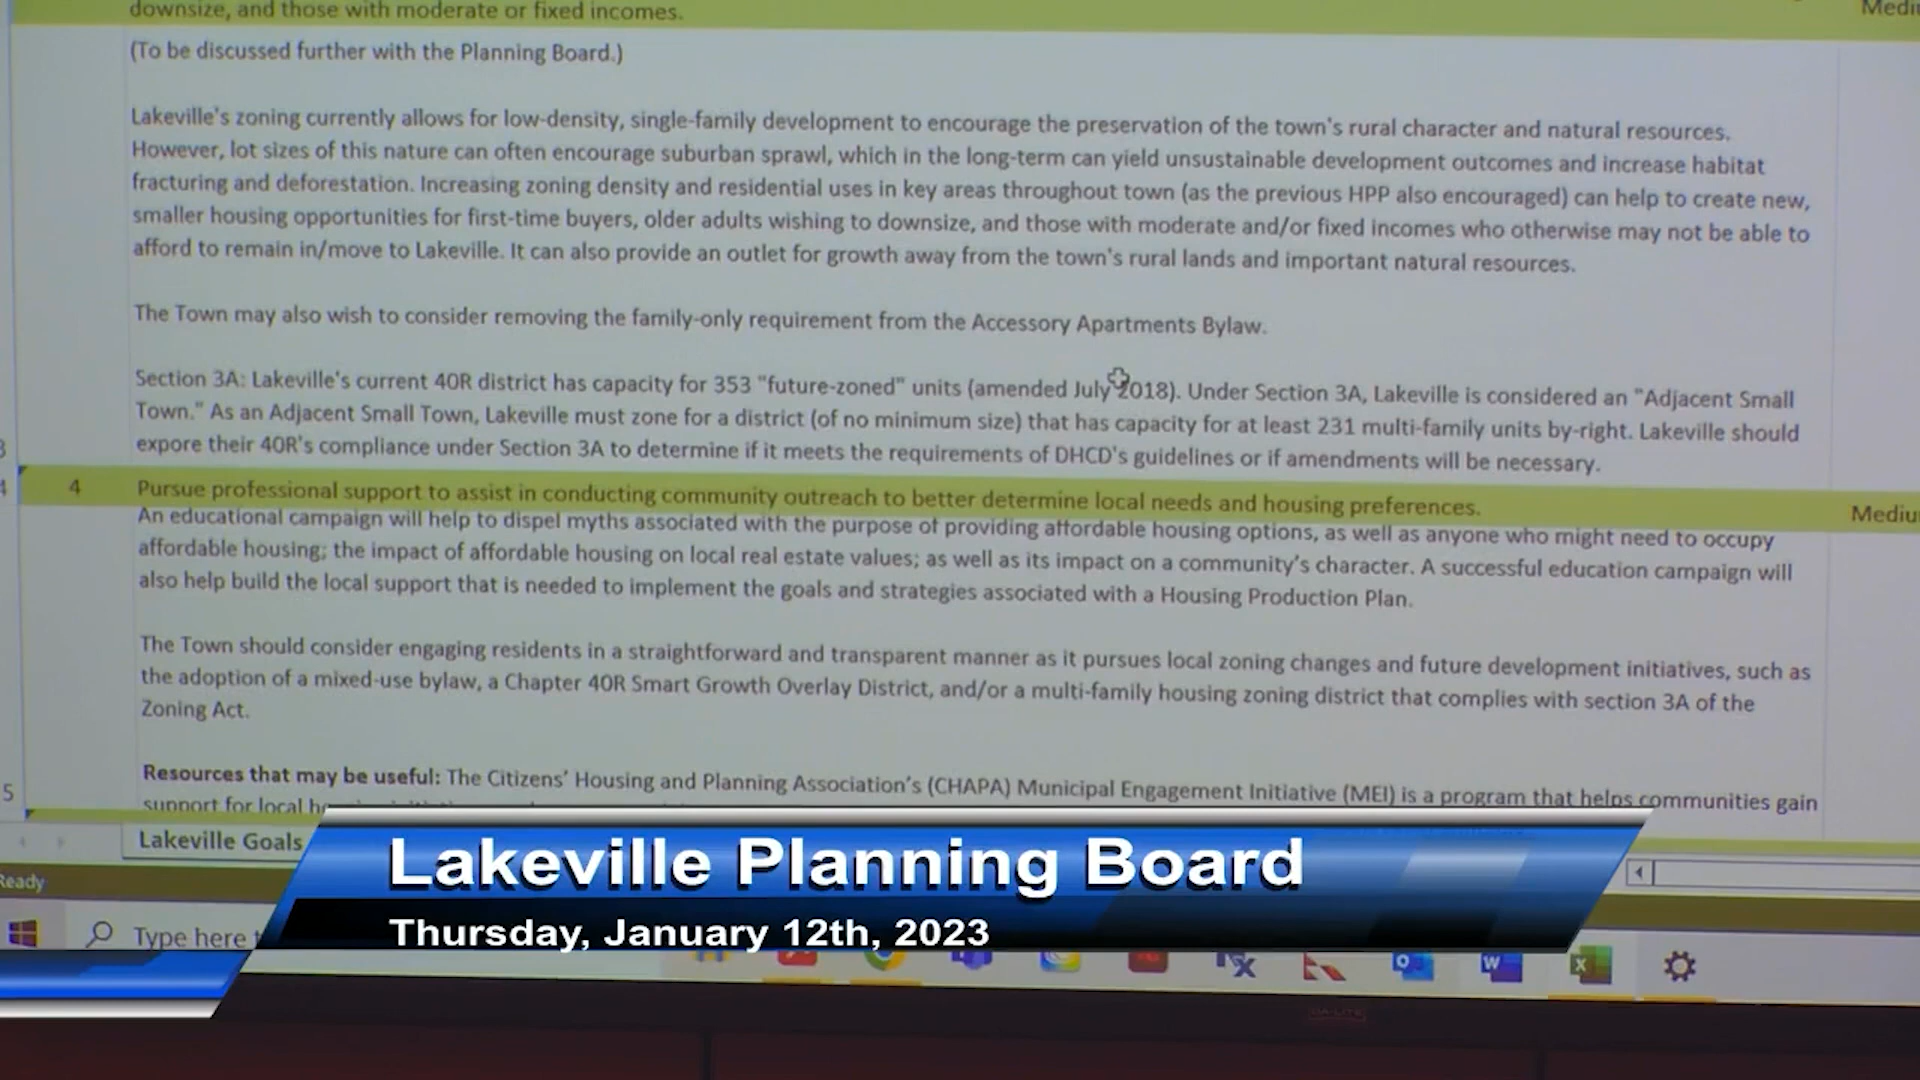 downsize, and those with moderate or fixed incomes.
Mediu
(To be discussed further with the Planning Board.)
Lakeville's zoning currently allows for low-density, single-family development to encourage the preservation of the town's rural character and natural resources.
However, lot sizes of this nature can often encourage suburban sprawl, which in the long-term can yield unsustainable development outcomes and increase habitat
fracturing and deforestation. Increasing zoning density and residential uses in key areas throughout town (as the previous HPP also encouraged) can help to create new,
smaller housing opportunities for first-time buyers, older adults wishing to downsize, and those with moderate and/or fixed incomes who otherwise may not be able to
afford to remain in/move to Lakeville. It can also provide an outlet for growth away from the town's rural lands and important natural resources.
The Town may also wish to consider removing the family-only requirement from the Accessory Apartments Bylaw.
Section 3A: Lakeville's current 40R district has capacity for 353 "future-zoned" units (amended July 2018). Under Section 3A, Lakeville is considered an "Adjacent Small
Town." As an Adjacent Small Town, Lakeville must zone for a district (of no minimum size) that has capacity for at least 231 multi-family units by-right. Lakeville should
expore their 40R's compliance under Section 3A to determine if it meets the requirements of DHCD's guidelines or if amendments will be necessary.
3
4 4 Pursue professional support to assist in conducting community outreach to better determine local needs and housing preferences.
Mediu
An educational campaign will help to dispel myths associated with the purpose of providing affordable housing options, as well as anyone who might need to occupy
affordable housing; the impact of affordable housing on local real estate values; as well as its impact on a community's character. A successful education campaign will
also help build the local support that is needed to implement the goals and strategies associated with a Housing Production Plan.
The Town should consider engaging residents in a straightforward and transparent manner as it pursues local zoning changes and future development initiatives, such as
the adoption of a mixed-use bylaw, a Chapter 40R Smart Growth Overlay District, and/or a multi-family housing zoning district that complies with section 3A of the
Zoning Act.
Resources that may be useful: The Citizens' Housing and Planning Association's (CHAPA) Municipal Engagement Initiative (MEI) is a program that helps communities gain
5
support for local
Lakeville Goals
Lakeville Planning Board
Ready
Thursday, January 12th, 2023
Type here
DA-LITE